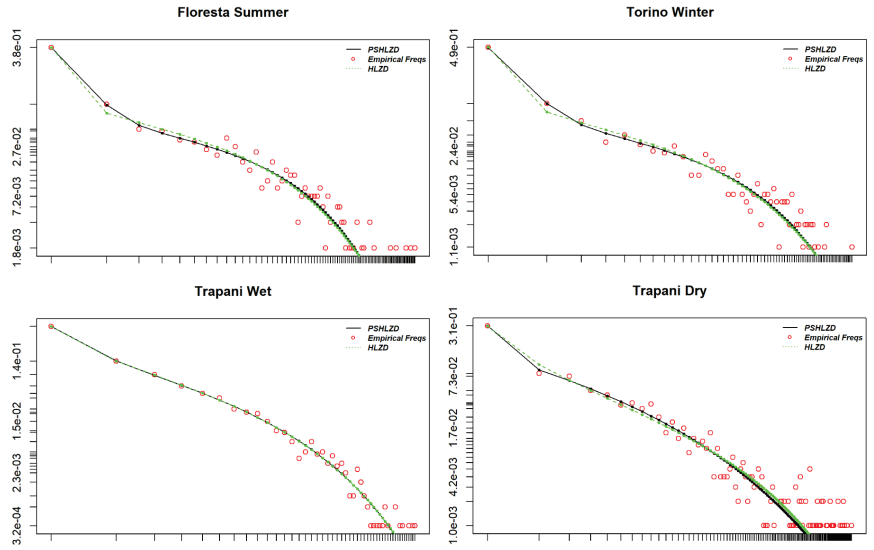 Floresta Summer
3.8e-01
2.7e-02
7.2e-03
1.8e-03
PSHLZD
Empirical Freqs
HLZD
Torino Winter
4.9e-01
2.4e-02
5.4e-03
1.1e-03
PSHLZD
Empirical Freqs
HLZD
Trapani Wet
1.4e-01
1.5e-02
2.3e-03
3.2e-04
PSHLZD
Empirical Freqs
HLZD
Trapani Dry
3.1e-01
7.3e-02
1.7e-02
4.2e-03
1.0e-03
PSHLZD
Empirical Freqs
HLZD